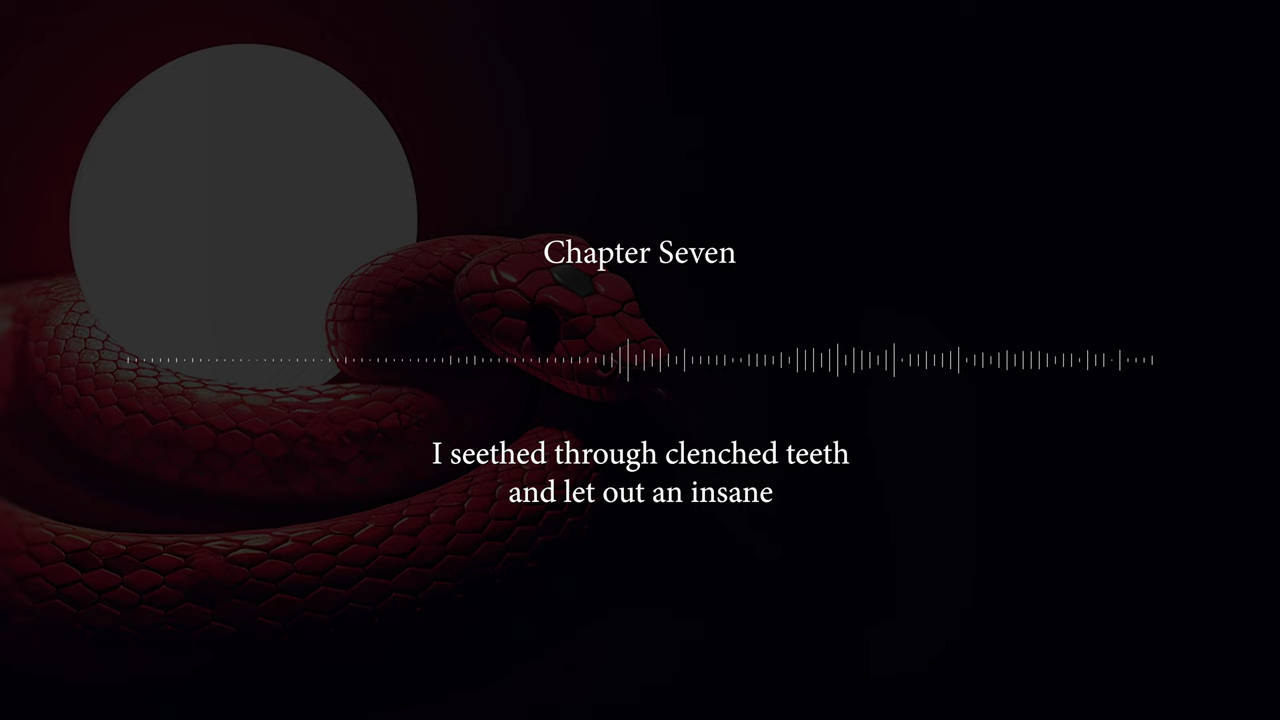 Chapter Seven
I seethed through clenched teeth
and let out an insane